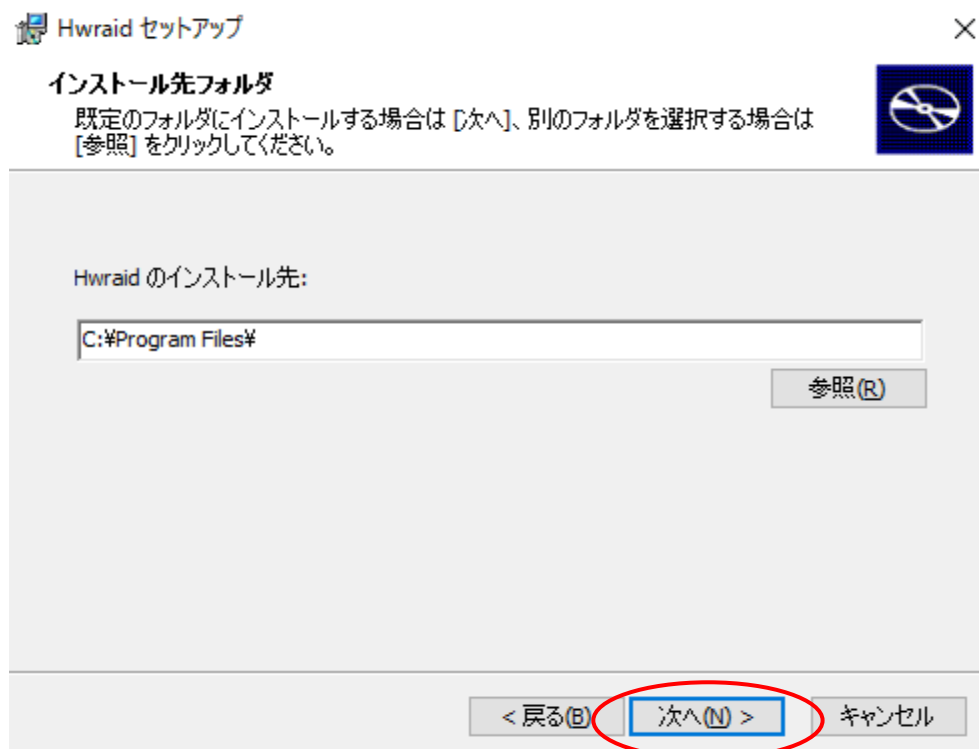 Hwraid セットアップ
インストール先フォルダ
既定のフォルダにインストールする場合は [次へ]、別のフォルダを選択する場合は
[参照] をクリックしてください。
Hwraid のインストール先:
C:¥Program Files¥
参照(R)
< 戻る(B) 次へ(N) > キャンセル